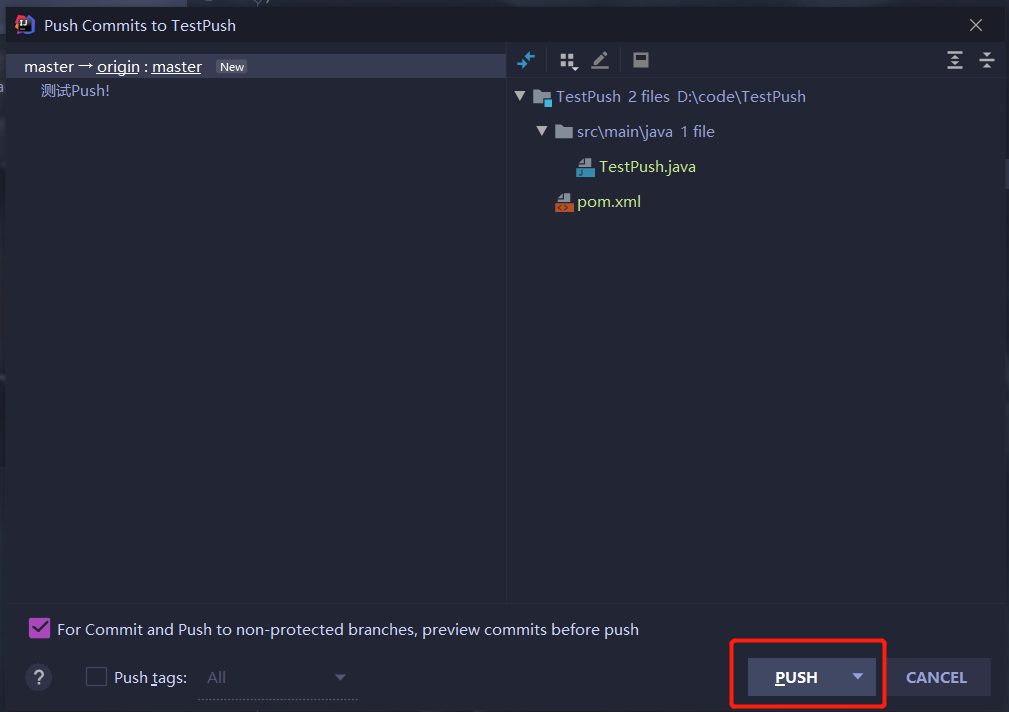 Push Commits to TestPush
master → origin : master New
测试Push!
TestPush 2 files D:\code\TestPush
src\main\java 1 file
TestPush.java
pom.xml
For Commit and Push to non-protected branches, preview commits before push
? Push tags: All
PUSH
CANCEL